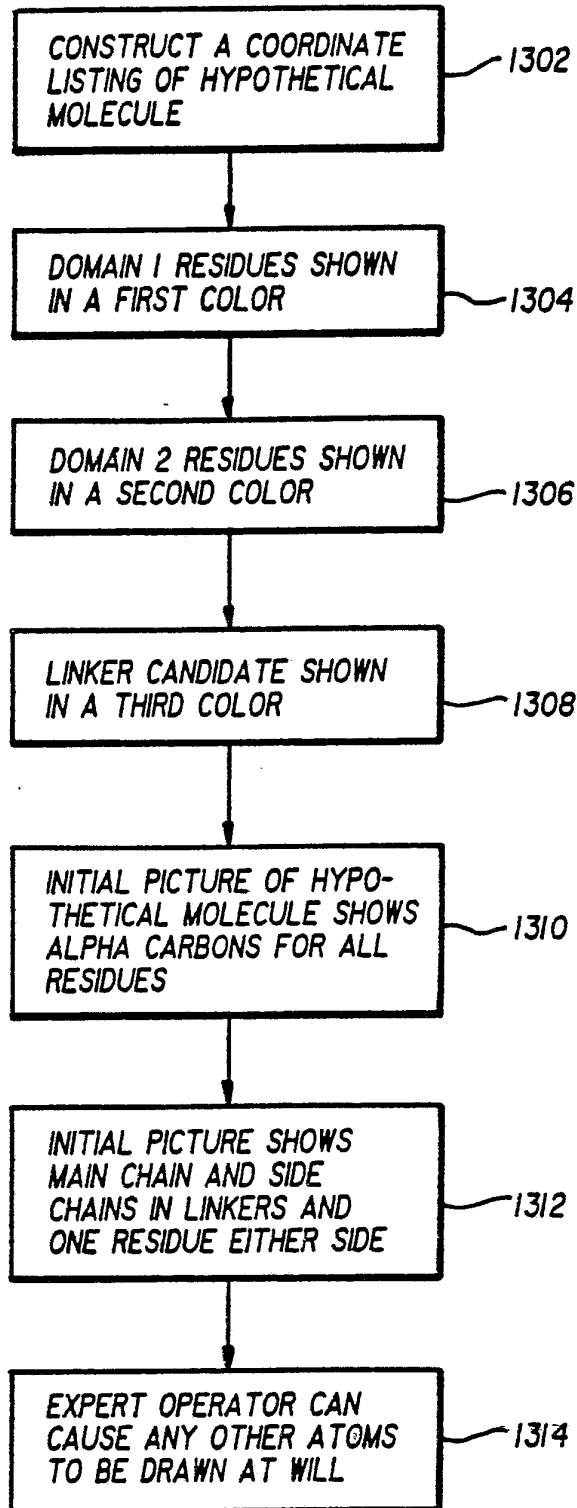 CONSTRUCT A COORDINATE
LISTING OF HYPOTHETICAL
MOLECULE
1302
DOMAIN 1 RESIDUES SHOWN
IN A FIRST COLOR
1304
DOMAIN 2 RESIDUES SHOWN
IN A SECOND COLOR
1306
LINKER CANDIDATE SHOWN
IN A THIRD COLOR
1308
INITIAL PICTURE OF HYPO-
THETICAL MOLECULE SHOWS
ALPHA CARBONS FOR ALL
RESIDUES
1310
INITIAL PICTURE SHOWS
MAIN CHAIN AND SIDE
CHAINS IN LINKERS AND
ONE RESIDUE EITHER SIDE
1312
EXPERT OPERATOR CAN
CAUSE ANY OTHER ATOMS
TO BE DRAWN AT WILL
1314